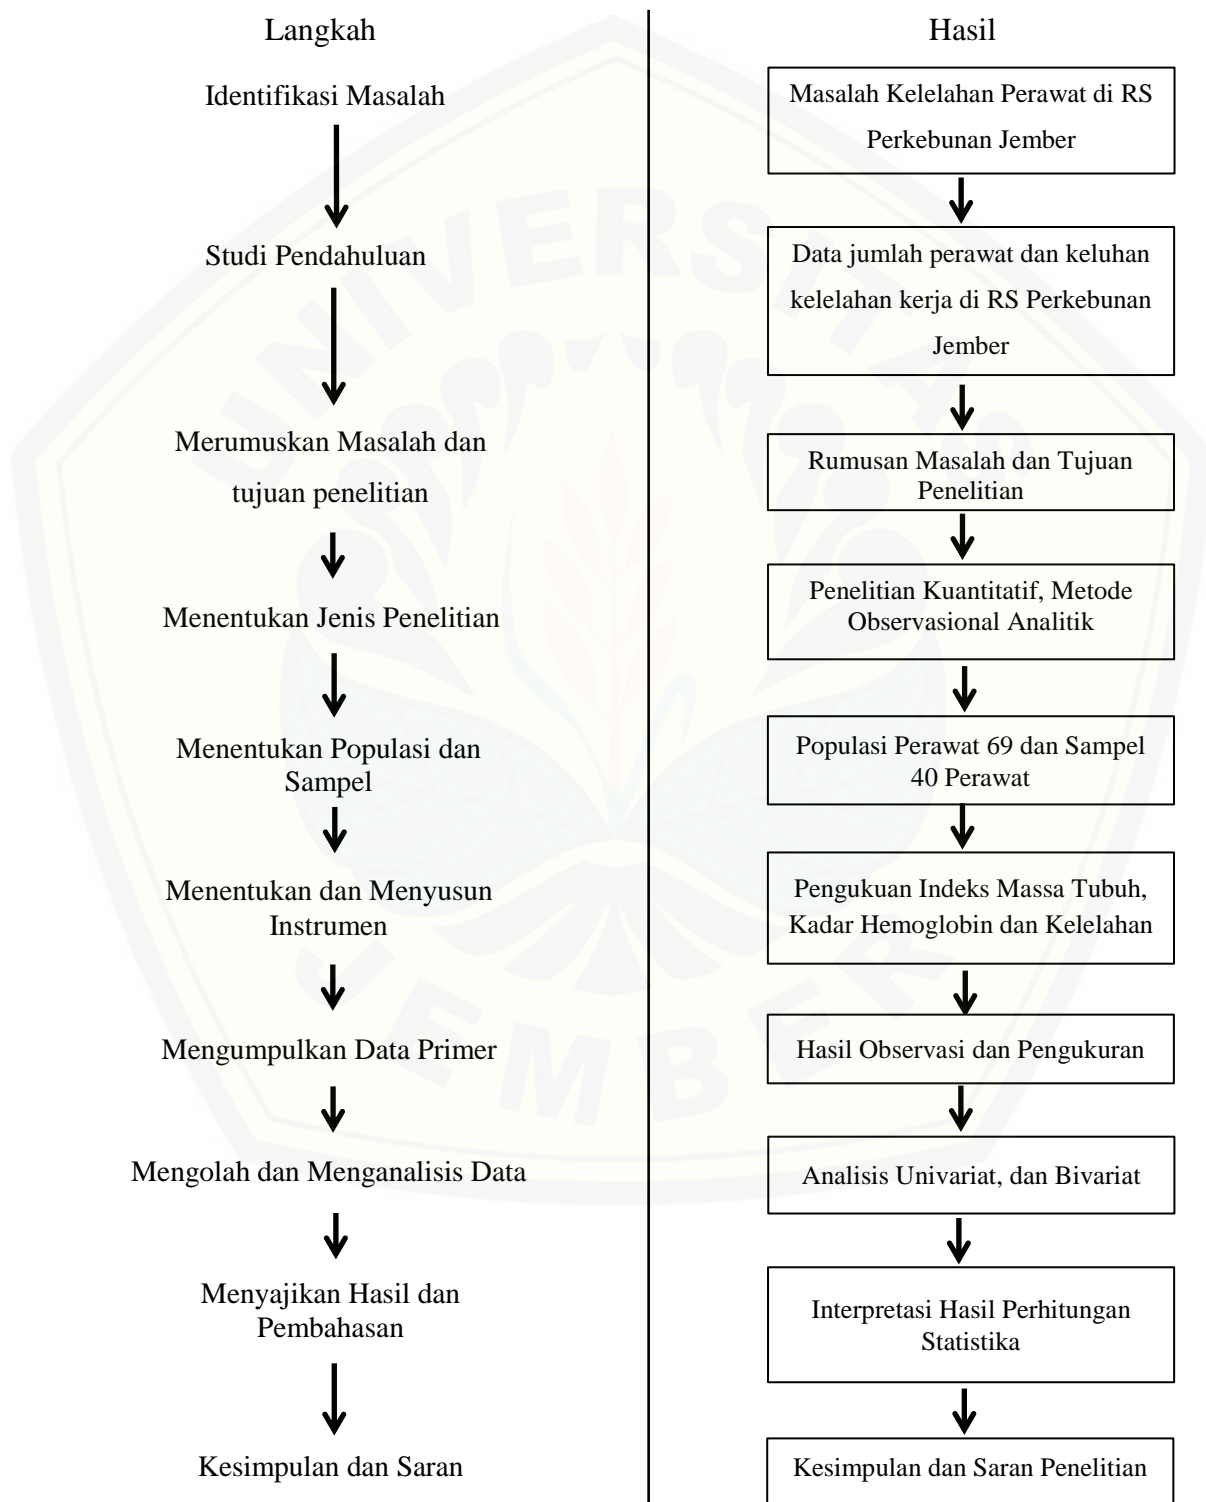 Langkah
Hasil
Identifikasi Masalah
Masalah Kelelahan Perawat di RS
Perkebunan Jember
Studi Pendahuluan
Data jumlah perawat dan keluhan
kelelahan kerja di RS Perkebunan
Jember
Merumuskan Masalah dan
tujuan penelitian
Rumusan Masalah dan Tujuan
Penelitian
Menentukan Jenis Penelitian
Penelitian Kuantitatif, Metode
Observasional Analitik
Menentukan Populasi dan
Sampel
Populasi Perawat 69 dan Sampel
40 Perawat
Menentukan dan Menyusun
Instrumen
Pengukuan Indeks Massa Tubuh,
Kadar Hemoglobin dan Kelelahan
Mengumpulkan Data Primer
Hasil Observasi dan Pengukuran
Mengolah dan Menganalisis Data
Analisis Univariat, dan Bivariat
Menyajikan Hasil dan
Pembahasan
Interpretasi Hasil Perhitungan
Statistika
Kesimpulan dan Saran
Kesimpulan dan Saran Penelitian
UNIVERSITAS
JEMBER